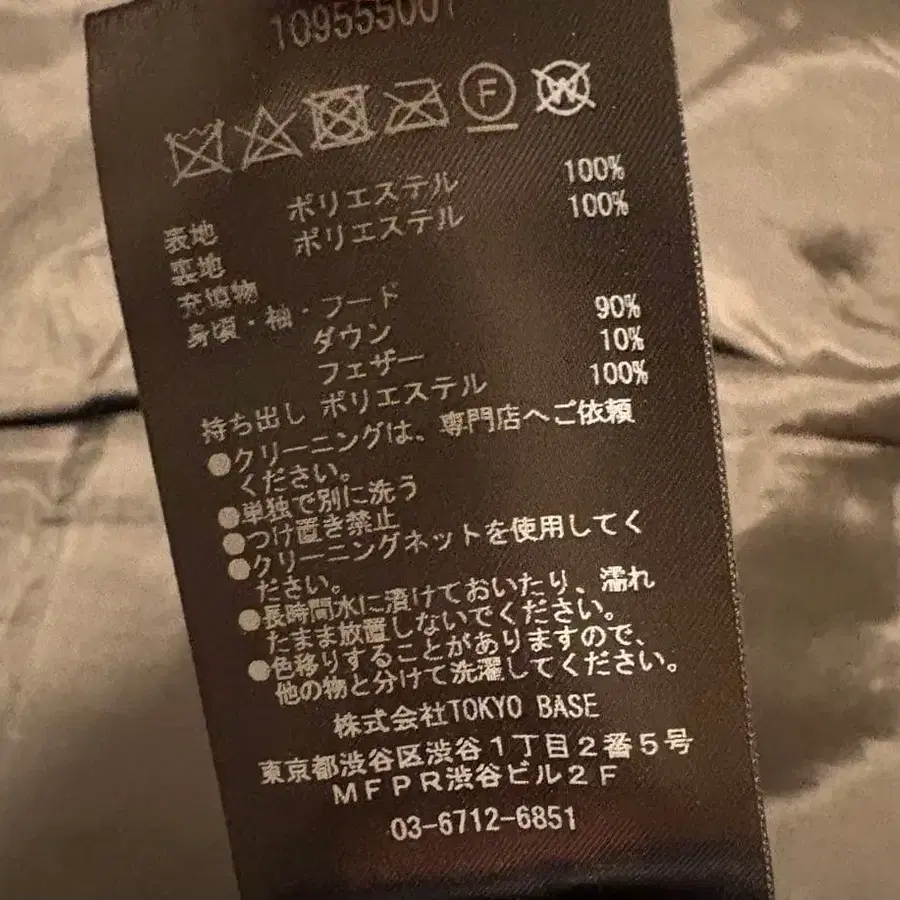 109555001
F
W
表地 ポリエステル 100%
裏地 ポリエステル 100%
充填物
身頃・袖・フード
ダウン 90%
フェザー 10%
持ち出し ポリエステル 100%
●クリーニングは、専門店へご依頼
ください。
●単独で別に洗う
●つけ置き禁止
●クリーニングネットを使用してく
ださい。
●長時間水に漬けておいたり、濡れ
たまま放置しないでください。
●色移りすることがありますので、
他の物と分けて洗濯してください。
株式会社TOKYO BASE
東京都渋谷区渋谷1丁目2番5号
MFPR渋谷ビル2F
03-6712-6851